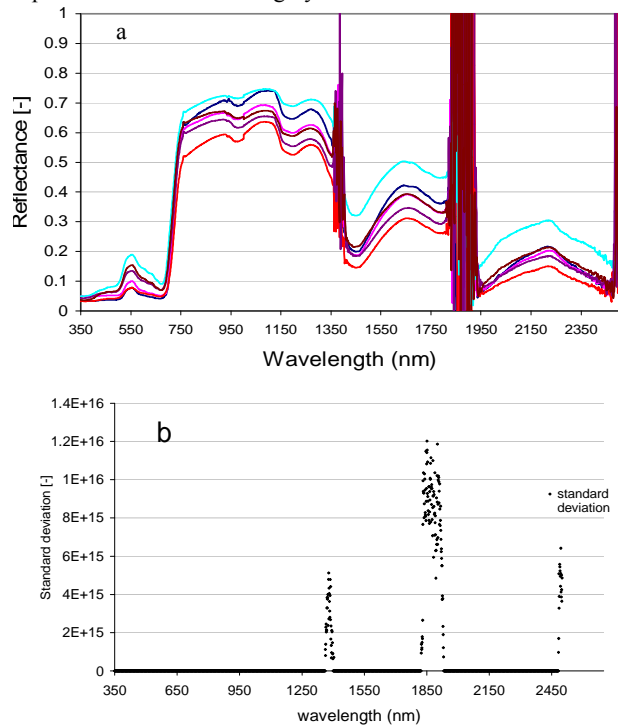 a
Reflectance [-]
1
0.9
0.8
0.7
0.6
0.5
0.4
0.3
0.2
0.1
0
350 550 750 950 1150 1350 1550 1750 1950 2150 2350
Wavelength (nm)
b
Standard deviation [-]
1.4E+16
1.2E+16
1E+16
8E+15
6E+15
4E+15
2E+15
0
standard
deviation
350 650 950 1250 1550 1850 2150 2450
wavelength (nm)